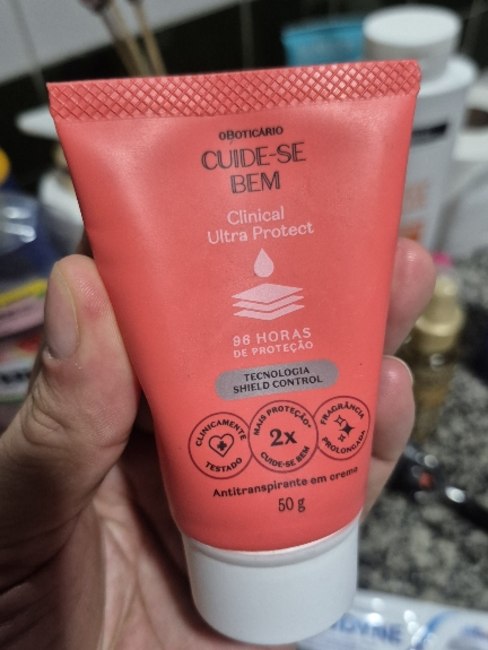 oBOTICÁRIO
CUIDE-SE
BEM
Clinical
Ultra Protect
96 HORAS
DE PROTEÇÃO
TECNOLOGIA
SHIELD CONTROL
CLINICAMENTE
TESTADO
MAIS PROTEÇÃO*
2x
CUIDE-SE BEM
FRAGRÂNCIA
PROLONGADA
Antitranspirante em creme
50 g